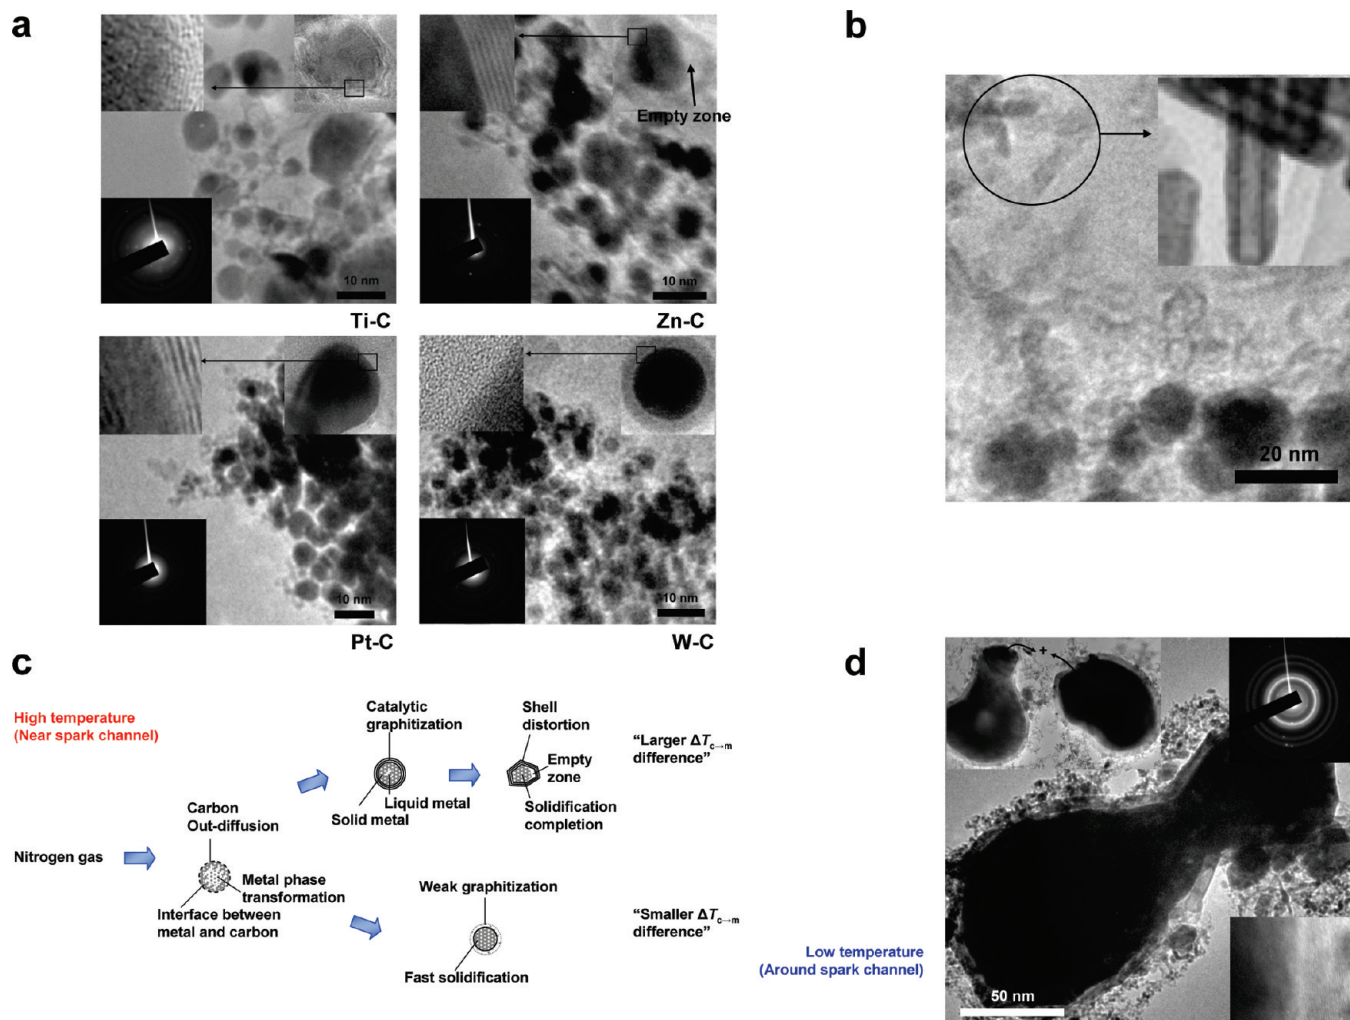 a
b
Empty zone
10 nm
10 nm
Ti-C
Zn-C
20 nm
10 nm
10 nm
Pt-C
W-C
c
d
+
High temperature
(Near spark channel)
Catalytic
graphitization
Shell
distortion
"Larger ΔTc→m
difference"
Empty
zone
Liquid metal
Solid metal
Solidification
completion
Carbon
Out-diffusion
Nitrogen gas
Metal phase
transformation
Interface between
metal and carbon
Weak graphitization
"Smaller ΔTc→m
difference"
Fast solidification
Low temperature
(Around spark channel)
50 nm